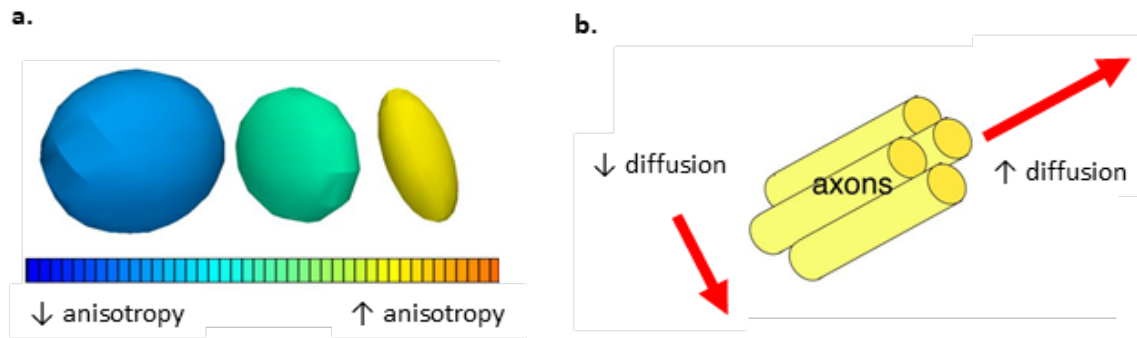 a.
↓ anisotropy
↑ anisotropy
b.
↓ diffusion
axons
↑ diffusion